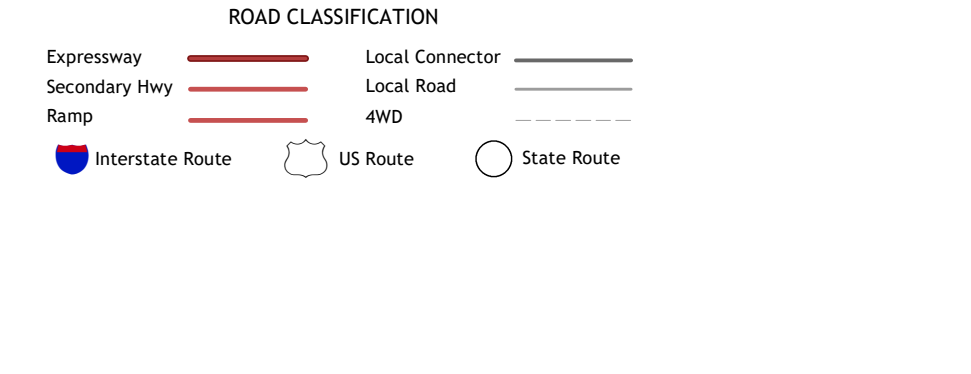 ROAD CLASSIFICATION
Expressway
Local Connector
Secondary Hwy
Local Road
Ramp
4WD
Interstate Route
US Route
State Route